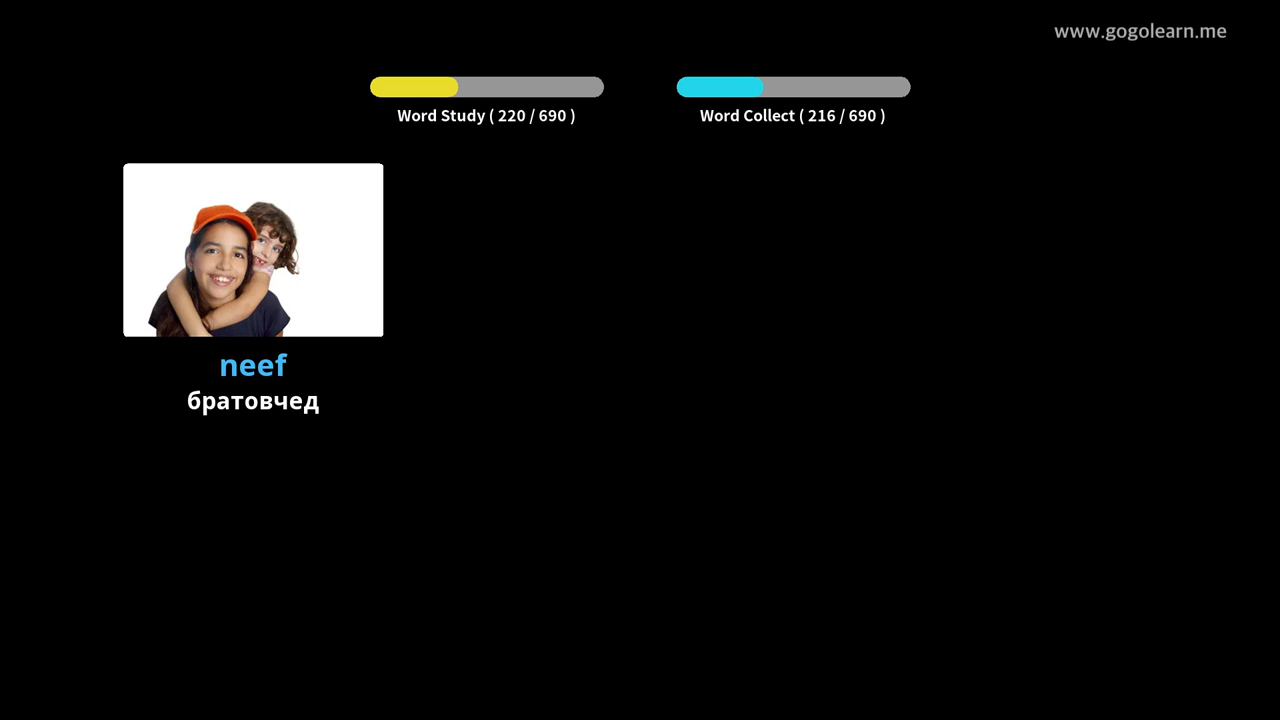 www.gogolearn.me
Word Study ( 220 / 690 )
Word Collect ( 216 / 690 )
neef
братовчед